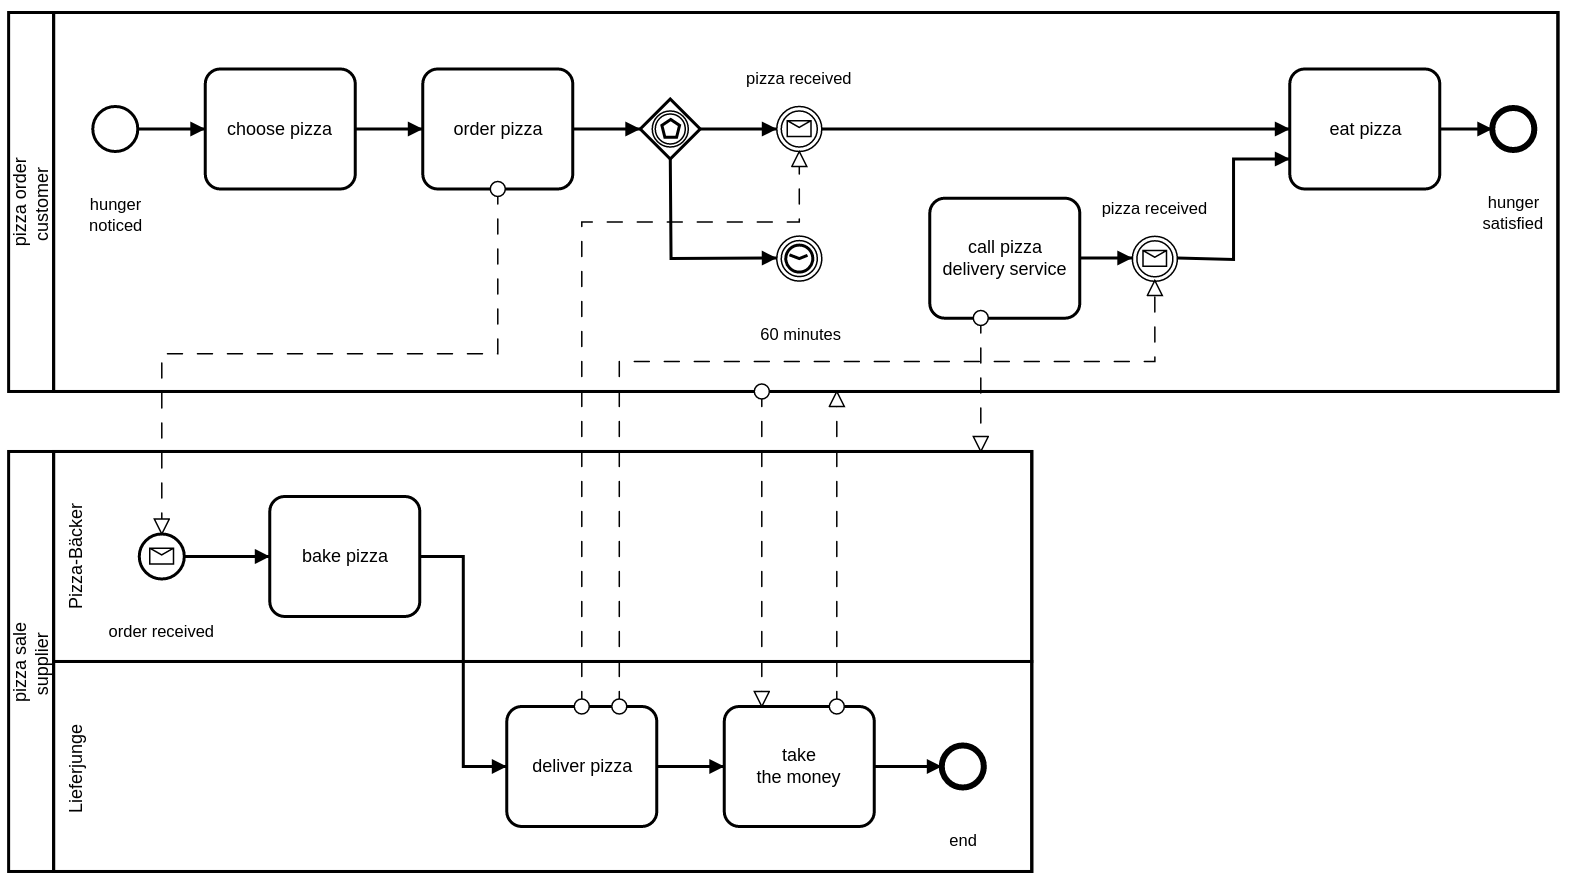 pizza order
customer
hunger
noticed
choose pizza
order pizza
pizza received
60 minutes
call pizza
delivery service
pizza received
eat pizza
hunger
satisfied
pizza sale
supplier
Pizza-Bäcker
order received
bake pizza
Lieferjunge
deliver pizza
take
the money
end